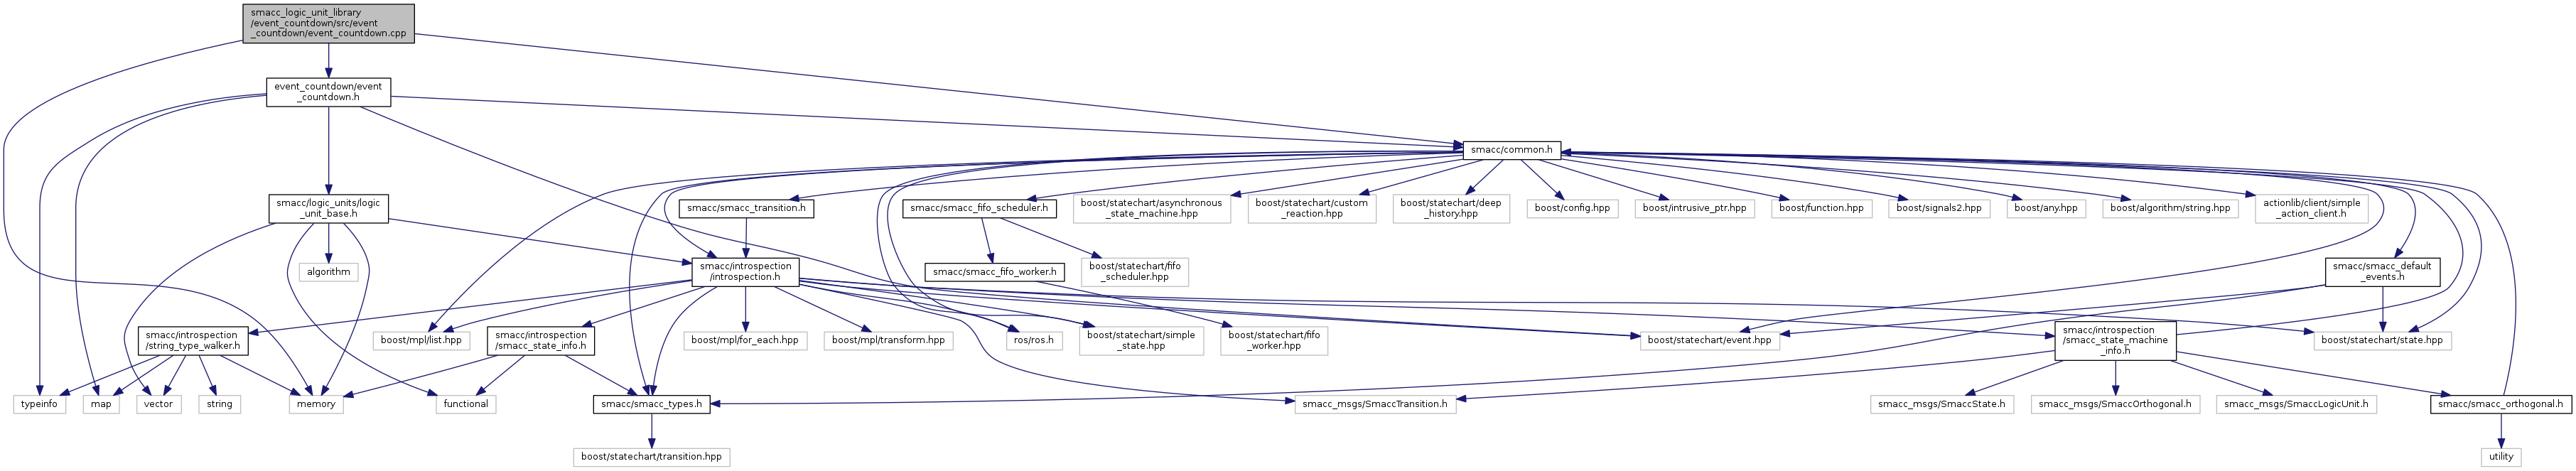 smacc_logic_unit_library
/event_countdown/src/event
_countdown/event_countdown.cpp
event_countdown/event
_countdown.h
smacc/common.h
smacc/logic_units/logic
_unit_base.h
smacc/smacc_transition.h
smacc/smacc_fifo_scheduler.h
boost/statechart/asynchronous
_state_machine.hpp
boost/statechart/custom
_reaction.hpp
boost/statechart/deep
_history.hpp
boost/config.hpp
boost/intrusive_ptr.hpp
boost/function.hpp
boost/signals2.hpp
boost/any.hpp
boost/algorithm/string.hpp
actionlib/client/simple
_action_client.h
algorithm
smacc/introspection
/introspection.h
smacc/smacc_fifo_worker.h
boost/statechart/fifo
_scheduler.hpp
smacc/smacc_default
_events.h
smacc/introspection
/string_type_walker.h
boost/mpl/list.hpp
smacc/introspection
/smacc_state_info.h
boost/mpl/for_each.hpp
boost/mpl/transform.hpp
ros/ros.h
boost/statechart/simple
_state.hpp
boost/statechart/fifo
_worker.hpp
boost/statechart/event.hpp
smacc/introspection
/smacc_state_machine
_info.h
boost/statechart/state.hpp
typeinfo
map
vector
string
memory
functional
smacc/smacc_types.h
smacc_msgs/SmaccTransition.h
smacc_msgs/SmaccState.h
smacc_msgs/SmaccOrthogonal.h
smacc_msgs/SmaccLogicUnit.h
smacc/smacc_orthogonal.h
boost/statechart/transition.hpp
utility